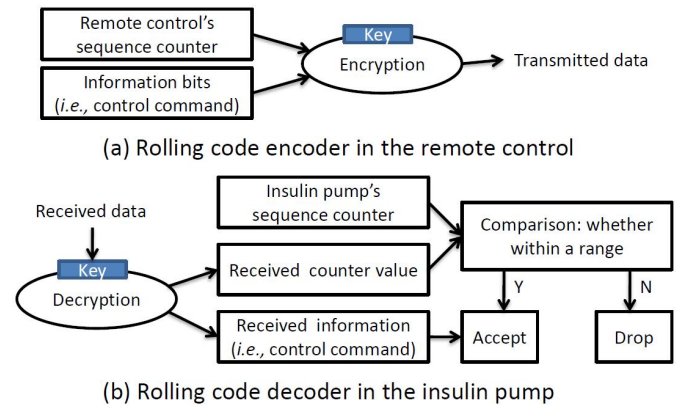 Remote control's
sequence counter
Key
Encryption
Transmitted data
Information bits
(i.e., control command)
(a) Rolling code encoder in the remote control
Received data
Key
Decryption
Insulin pump's
sequence counter
Received counter value
Received information
(i.e., control command)
Comparison: whether
within a range
Y
N
Accept
Drop
(b) Rolling code decoder in the insulin pump